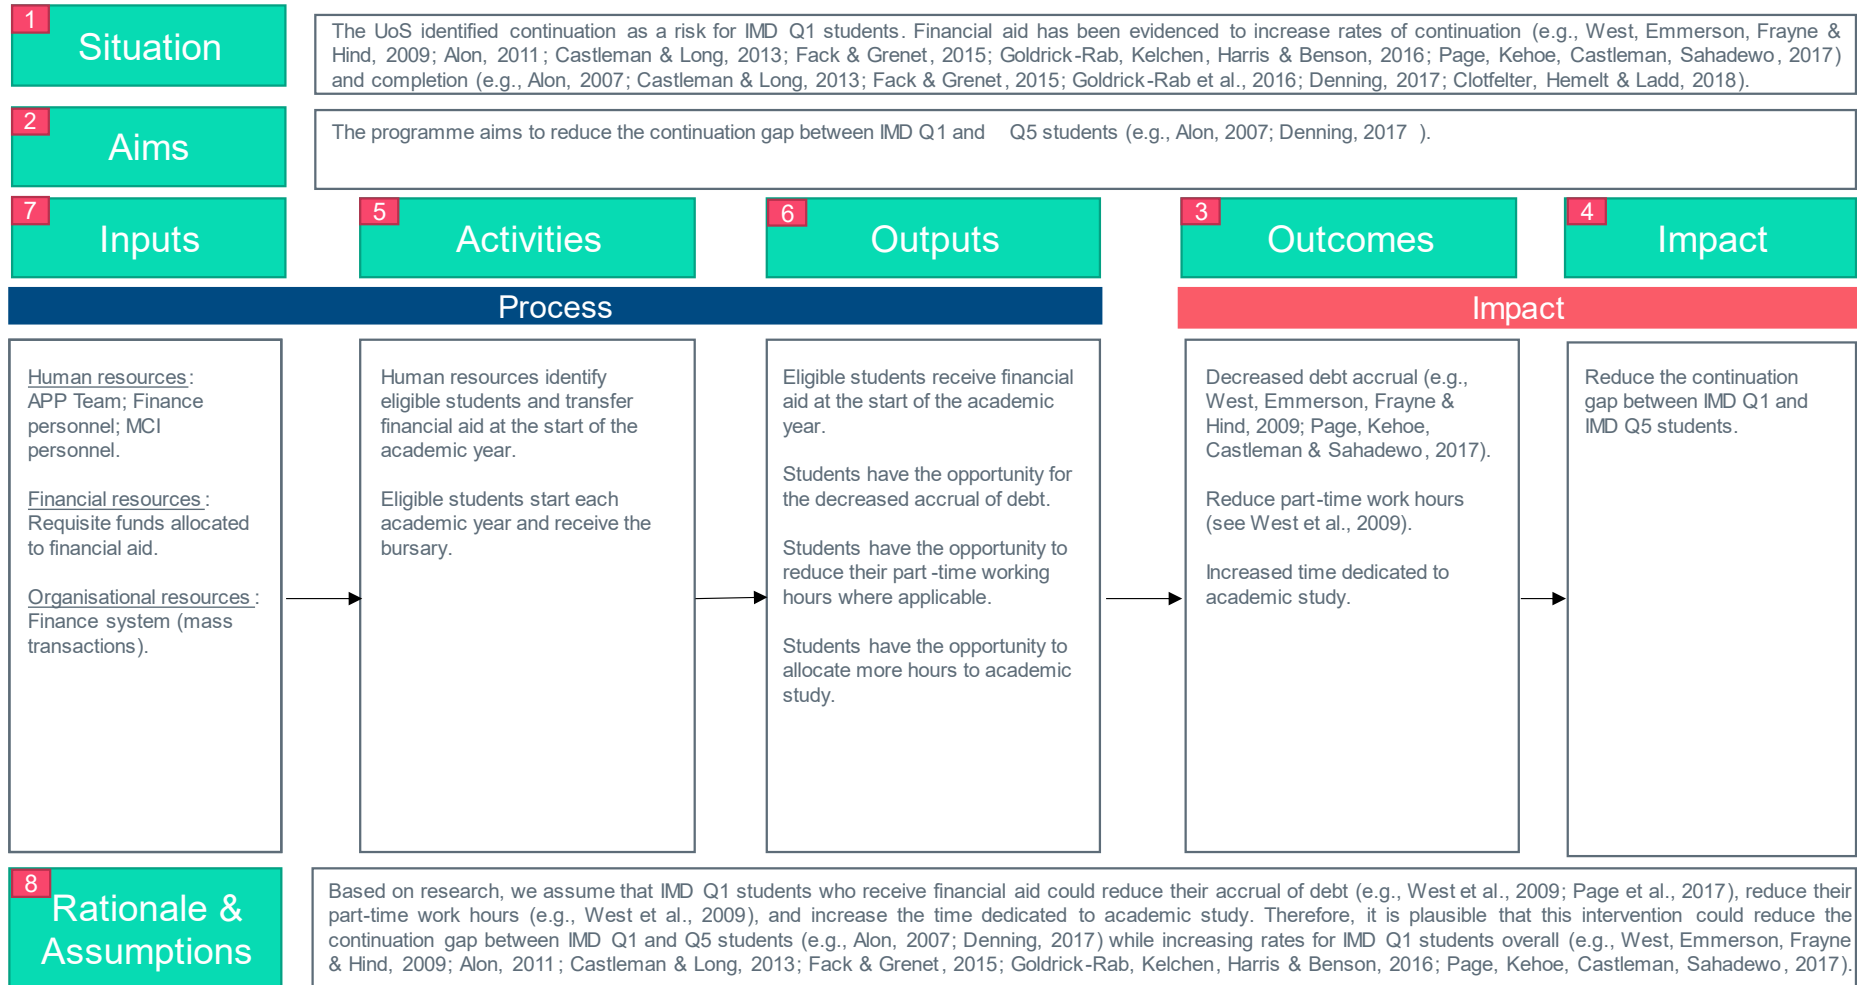 1
Situation
The UoS identified continuation as a risk for IMD Q1 students. Financial aid has been evidenced to increase rates of continuation (e.g., West, Emmerson, Frayne &
Hind, 2009; Alon, 2011; Castleman & Long, 2013; Fack & Grenet, 2015; Goldrick-Rab, Kelchen, Harris & Benson, 2016; Page, Kehoe, Castleman, Sahadewo, 2017)
and completion (e.g., Alon, 2007; Castleman & Long, 2013; Fack & Grenet, 2015; Goldrick-Rab et al., 2016; Denning, 2017; Clotfelter, Hemelt & Ladd, 2018).
2
Aims
The programme aims to reduce the continuation gap between IMD Q1 and Q5 students (e.g., Alon, 2007; Denning, 2017 ).
7
Inputs
5
Activities
6
Outputs
3
Outcomes
4
Impact
Process
Impact
Human resources:
APP Team; Finance
personnel; MCI
personnel.
Financial resources:
Requisite funds allocated
to financial aid.
Organisational resources:
Finance system (mass
transactions).
Human resources identify
eligible students and transfer
financial aid at the start of the
academic year.
Eligible students start each
academic year and receive the
bursary.
Eligible students receive financial
aid at the start of the academic
year.
Students have the opportunity for
the decreased accrual of debt.
Students have the opportunity to
reduce their part-time working
hours where applicable.
Students have the opportunity to
allocate more hours to academic
study.
Decreased debt accrual (e.g.,
West, Emmerson, Frayne &
Hind, 2009; Page, Kehoe,
Castleman & Sahadewo, 2017).
Reduce part-time work hours
(see West et al., 2009).
Increased time dedicated to
academic study.
Reduce the continuation
gap between IMD Q1 and
IMD Q5 students.
8
Rationale &
Assumptions
Based on research, we assume that IMD Q1 students who receive financial aid could reduce their accrual of debt (e.g., West et al., 2009; Page et al., 2017), reduce their
part-time work hours (e.g., West et al., 2009), and increase the time dedicated to academic study. Therefore, it is plausible that this intervention could reduce the
continuation gap between IMD Q1 and Q5 students (e.g., Alon, 2007; Denning, 2017) while increasing rates for IMD Q1 students overall (e.g., West, Emmerson, Frayne
& Hind, 2009; Alon, 2011; Castleman & Long, 2013; Fack & Grenet, 2015; Goldrick-Rab, Kelchen, Harris & Benson, 2016; Page, Kehoe, Castleman, Sahadewo, 2017).